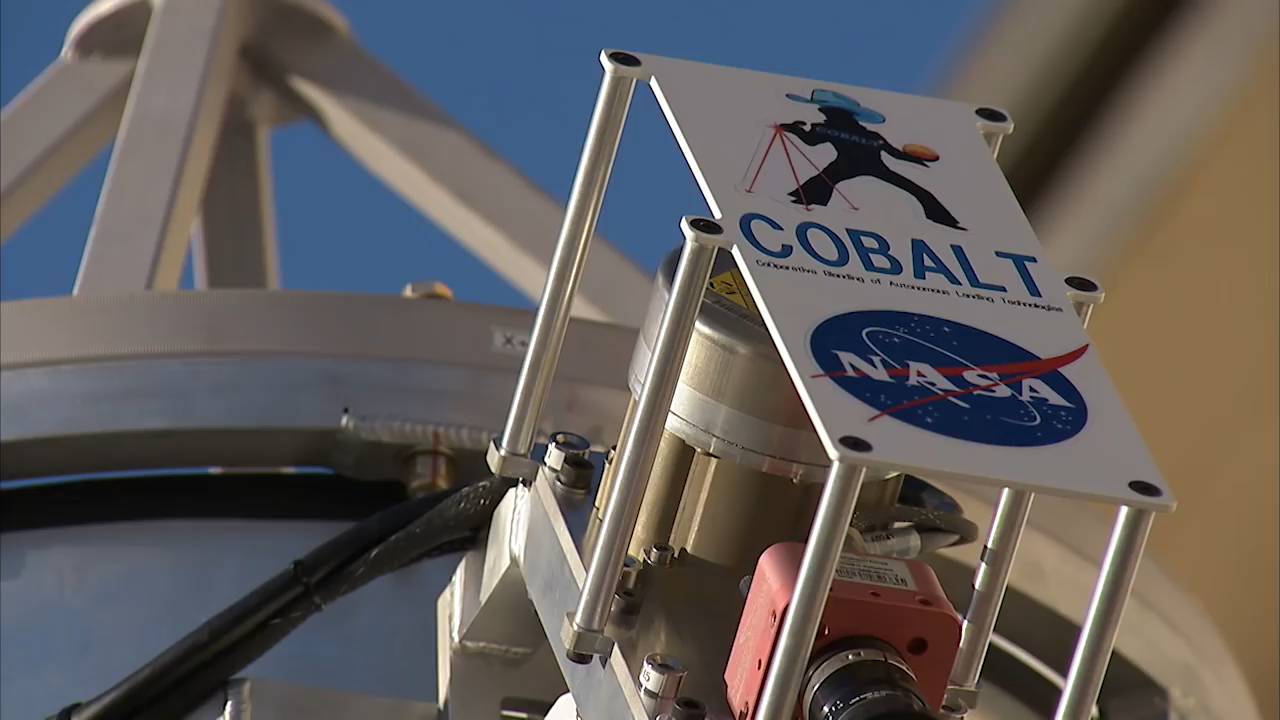 COBALT
COBALT
CoOperative Blending of Autonomous Landing Technologies
NASA
X-